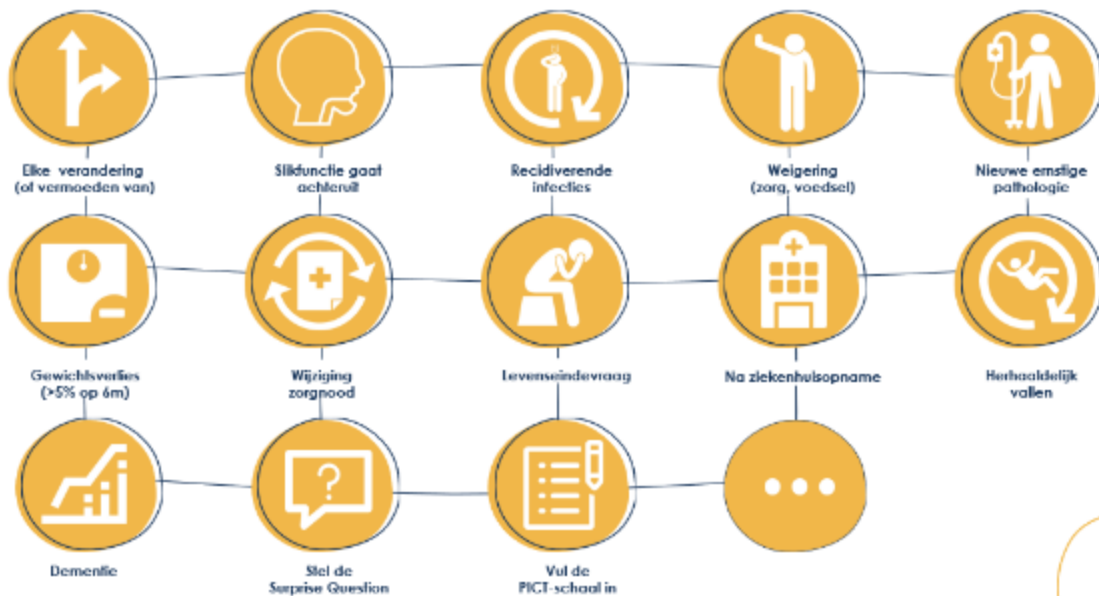 Elke verandering
(of vermoeden van)
Slikfunctie gaat
achteruit
Recidiverende
infecties
Weigering
(zorg, voedsel)
Nieuwe ernstige
pathologie
Gewichtsverlies
(>5% op 6m)
Wijziging
zorgnood
Levenseindevraag
Na ziekenhuisopname
Herhaaldelijk
vallen
?
Dementie
Stel de
Surprise Question
Vul de
PICT-schaal in